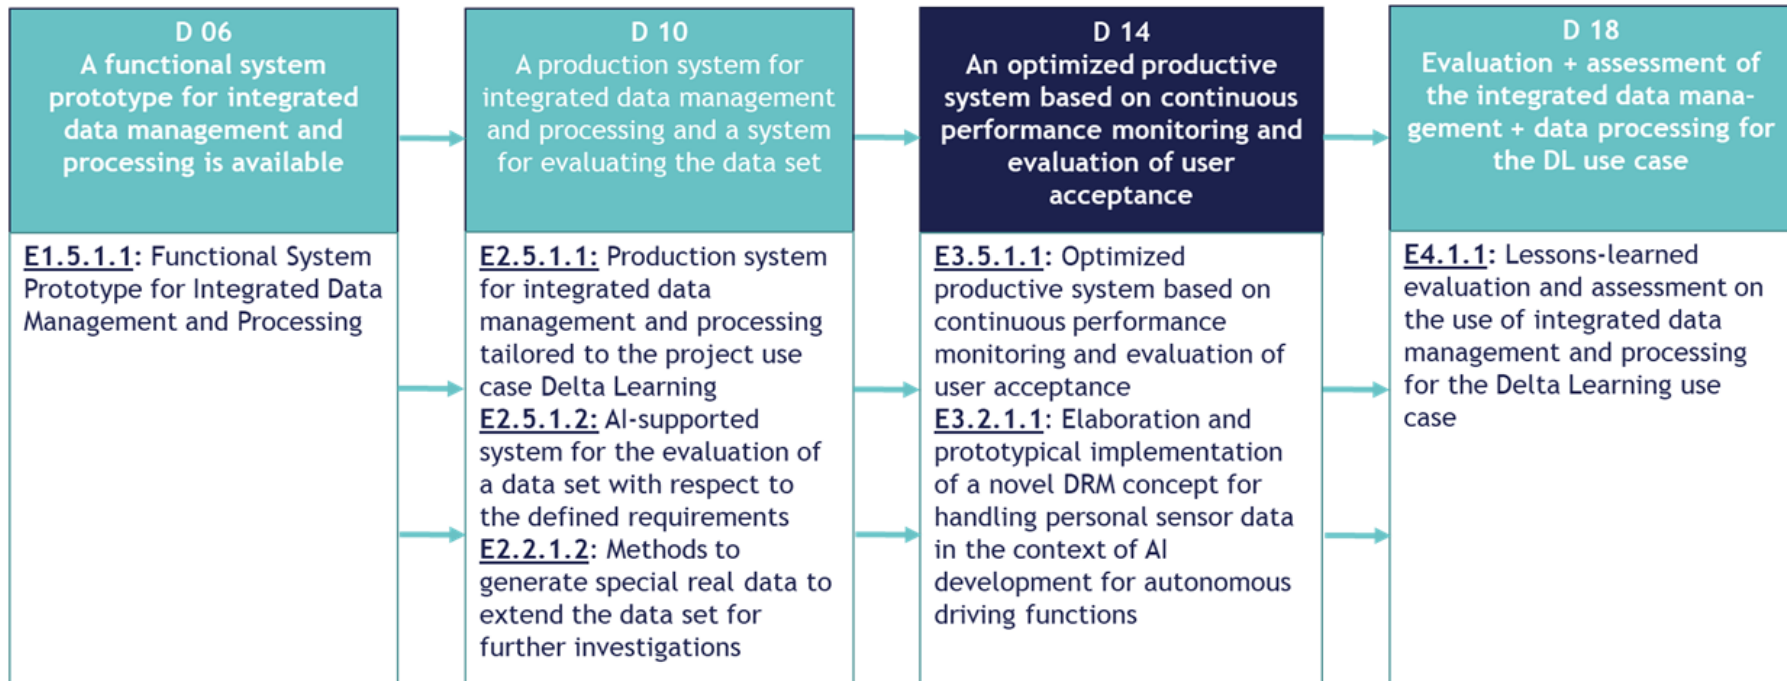 D 06
A functional system
prototype for integrated
data management and
processing is available
E1.5.1.1: Functional System
Prototype for Integrated Data
Management and Processing
D 10
A production system for
integrated data management
and processing and a system
for evaluating the data set
E2.5.1.1: Production system
for integrated data
management and processing
tailored to the project use
case Delta Learning
E2.5.1.2: AI-supported
system for the evaluation of
a data set with respect to
the defined requirements
E2.2.1.2: Methods to
generate special real data to
extend the data set for
further investigations
D 14
An optimized productive
system based on continuous
performance monitoring and
evaluation of user
acceptance
E3.5.1.1: Optimized
productive system based on
continuous performance
monitoring and evaluation of
user acceptance
E3.2.1.1: Elaboration and
prototypical implementation
of a novel DRM concept for
handling personal sensor data
in the context of AI
development for autonomous
driving functions
D 18
Evaluation + assessment of
the integrated data mana-
gement + data processing for
the DL use case
E4.1.1: Lessons-learned
evaluation and assessment on
the use of integrated data
management and processing
for the Delta Learning use
case